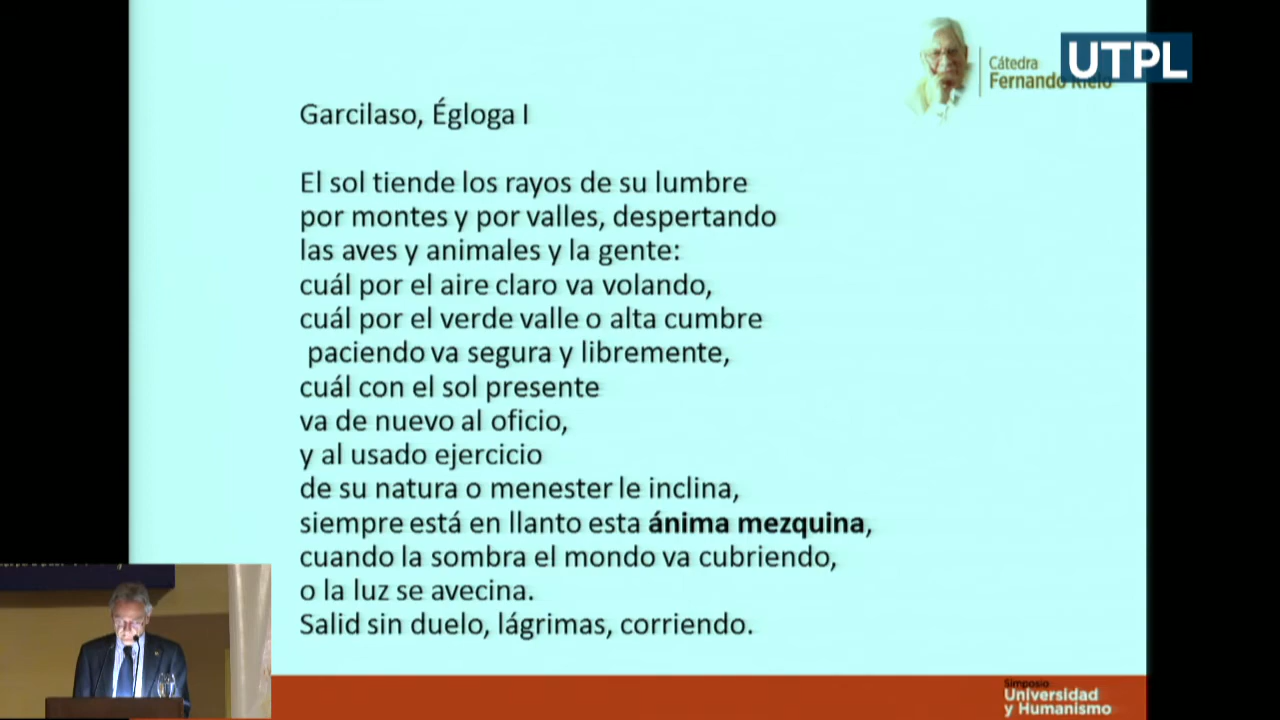 UTPL
Cátedra
Fernando Rielo
Garcilaso, Égloga I
El sol tiende los rayos de su lumbre
por montes y por valles, despertando
las aves y animales y la gente:
cuál por el aire claro va volando,
cuál por el verde valle o alta cumbre
paciendo va segura y libremente,
cuál con el sol presente
va de nuevo al oficio,
y al usado ejercicio
de su natura o menester le inclina,
siempre está en llanto esta ánima mezquina,
cuando la sombra el mondo va cubriendo,
o la luz se avecina.
Salid sin duelo, lágrimas, corriendo.
Simposio
Universidad
y Humanismo